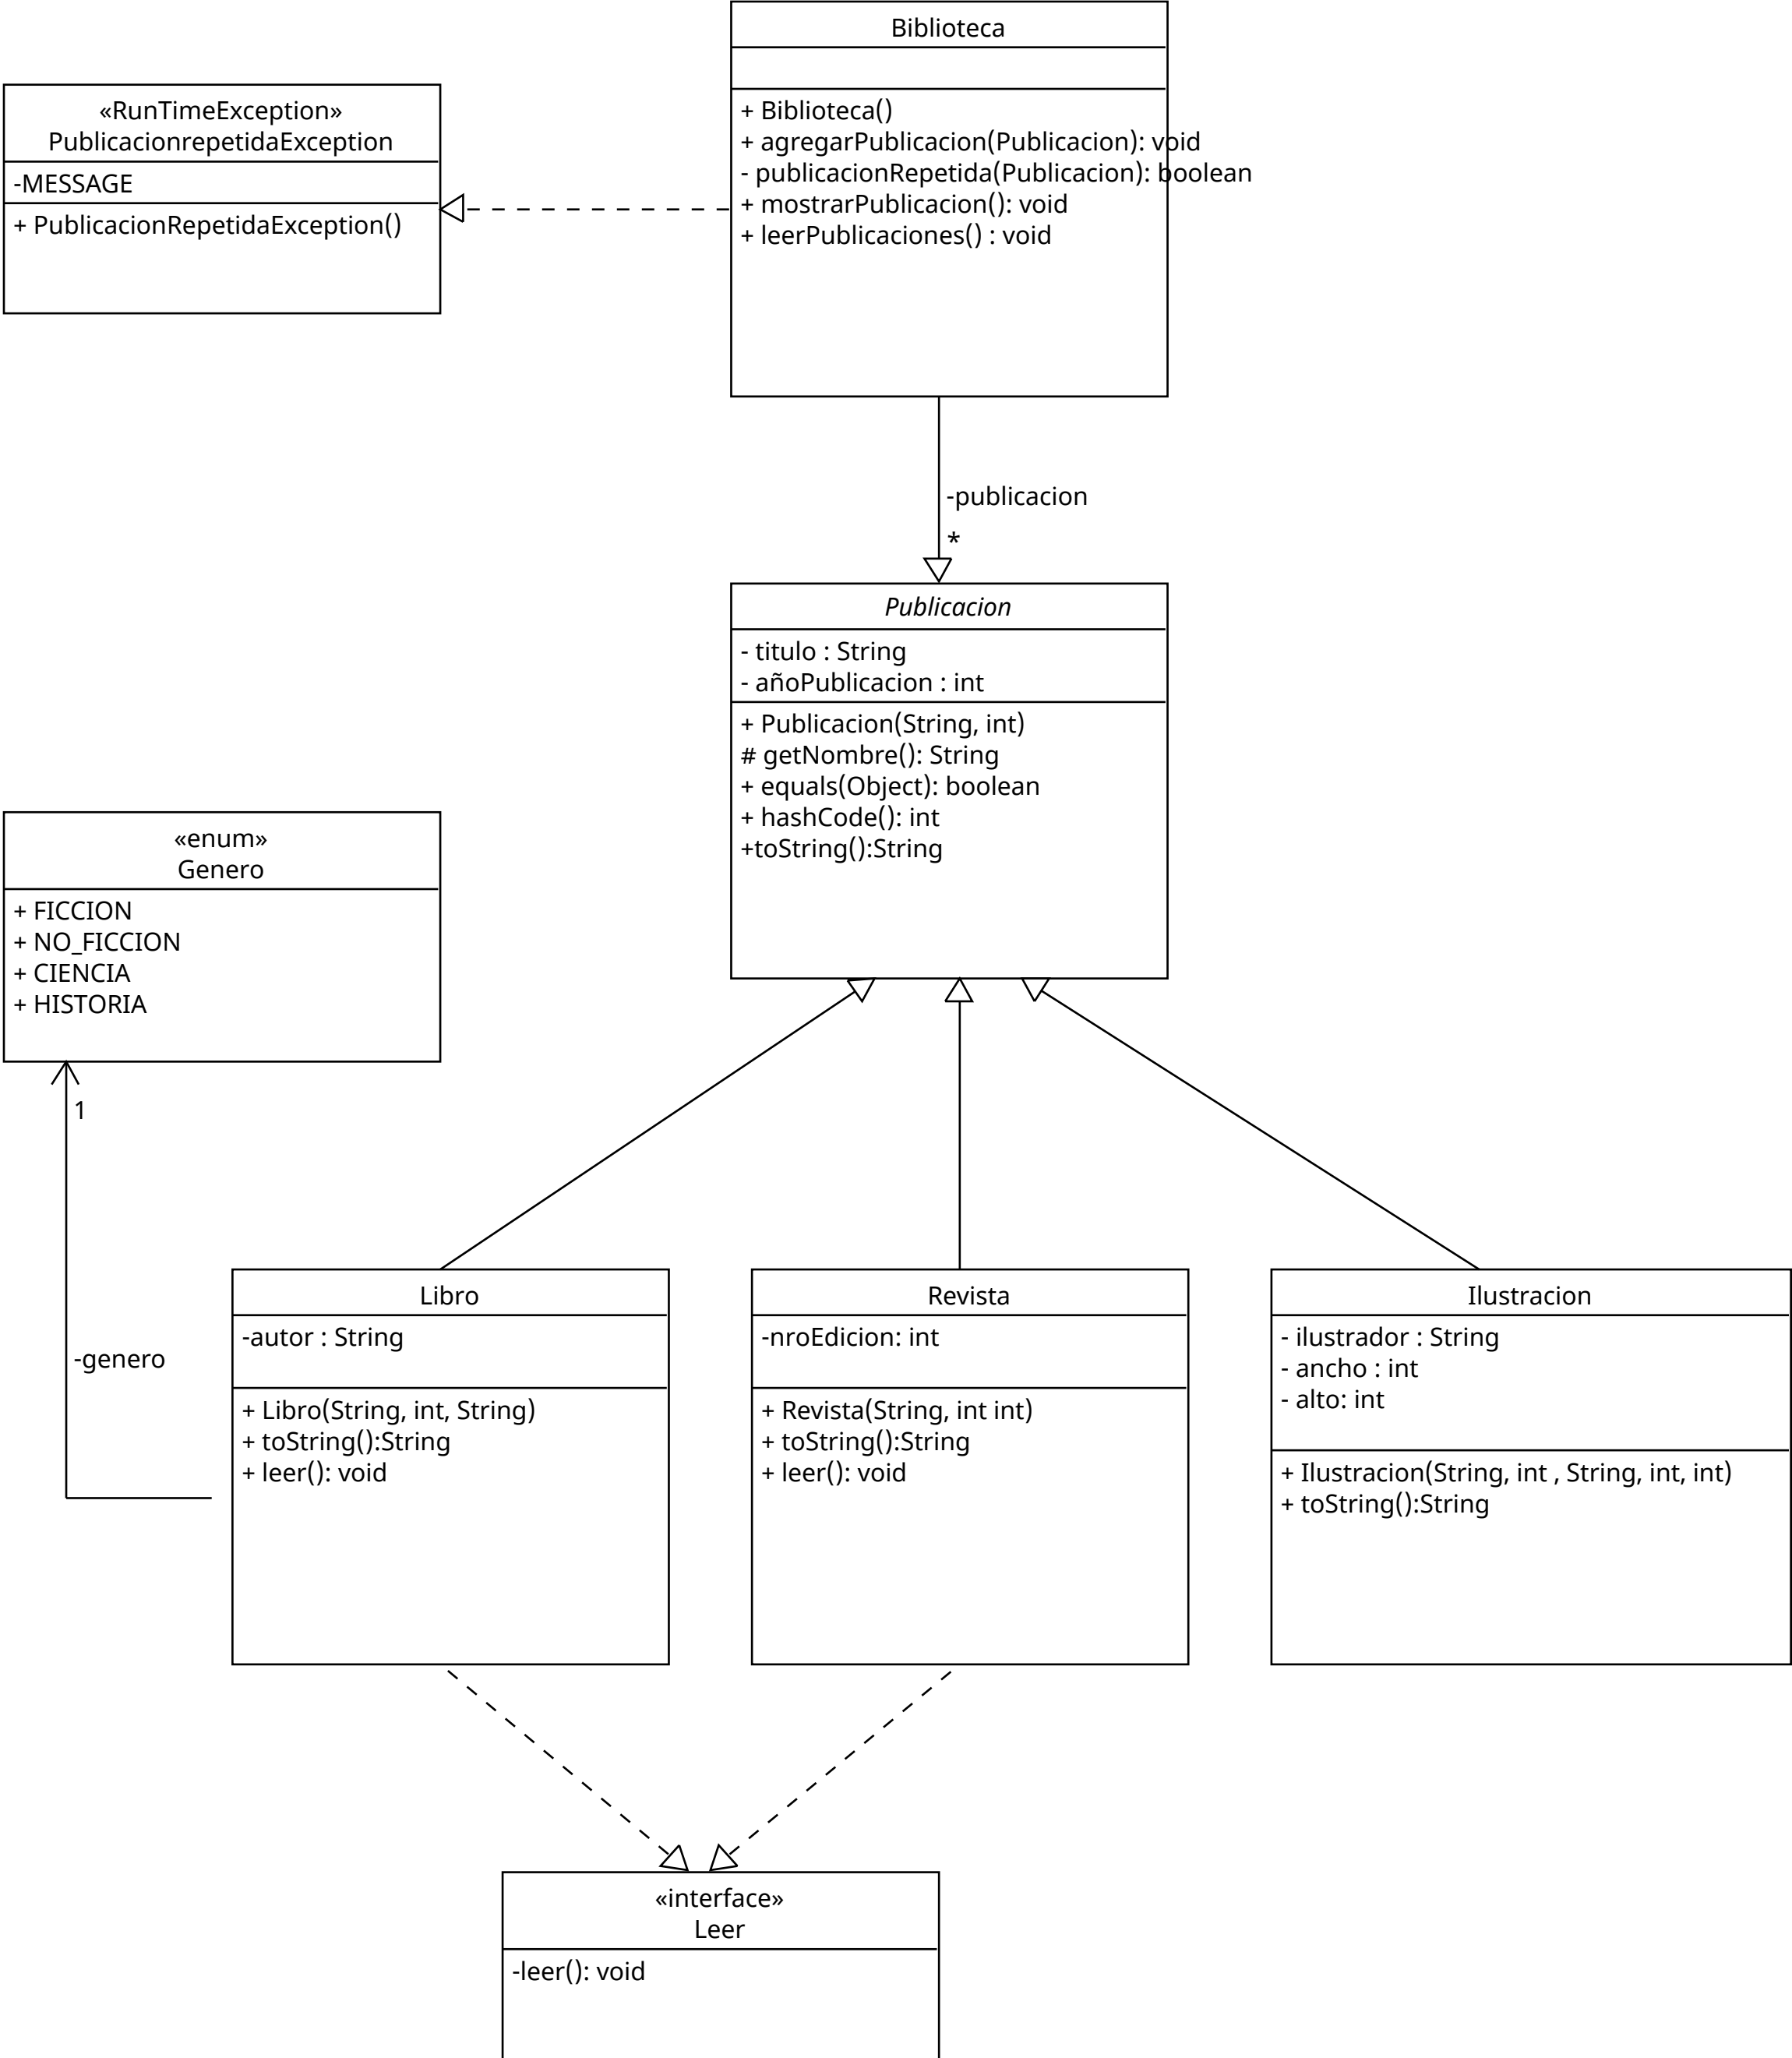 Biblioteca
+ Biblioteca()
+ agregarPublicacion(Publicacion): void
- publicacionRepetida(Publicacion): boolean
+ mostrarPublicacion(): void
+ leerPublicaciones() : void
«RunTimeException»
PublicacionrepetidaException
-MESSAGE
+ PublicacionRepetidaException()
-publicacion
*
Publicacion
- titulo : String
- añoPublicacion : int
+ Publicacion(String, int)
# getNombre(): String
+ equals(Object): boolean
+ hashCode(): int
+toString():String
«enum»
Genero
+ FICCION
+ NO_FICCION
+ CIENCIA
+ HISTORIA
1
-genero
Libro
-autor : String
+ Libro(String, int, String)
+ toString():String
+ leer(): void
Revista
-nroEdicion: int
+ Revista(String, int int)
+ toString():String
+ leer(): void
Ilustracion
- ilustrador : String
- ancho : int
- alto: int
+ Ilustracion(String, int , String, int, int)
+ toString():String
«interface»
Leer
-leer(): void